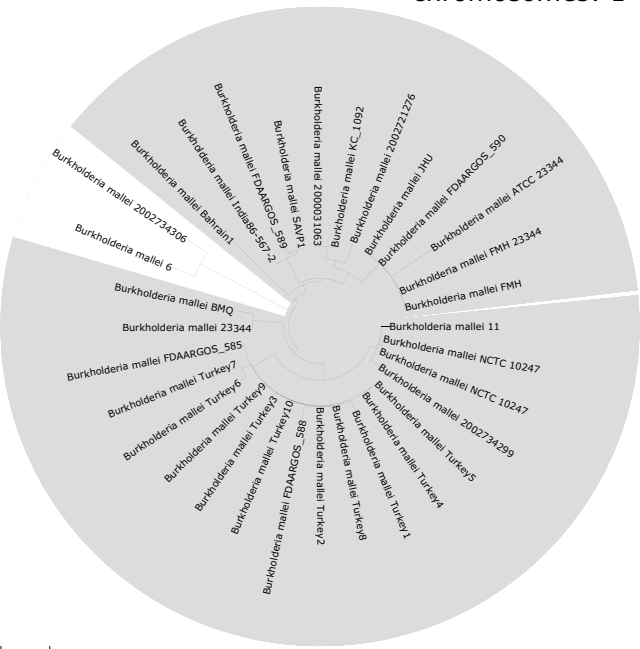 Burkholderia mallei 2002734306
Burkholderia mallei 6
Burkholderia mallei Bahrain1
Burkholderia mallei India86-567-2
Burkholderia mallei FDAARGOS_589
Burkholderia mallei SAVP1
Burkholderia mallei 2000031063
Burkholderia mallei KC_1092
Burkholderia mallei 2002721276
Burkholderia mallei JHU
Burkholderia mallei FDAARGOS_590
Burkholderia mallei ATCC 23344
Burkholderia mallei FMH 23344
Burkholderia mallei FMH
Burkholderia mallei 11
Burkholderia mallei NCTC 10247
Burkholderia mallei NCTC 10247
Burkholderia mallei 2002734299
Burkholderia mallei Turkey5
Burkholderia mallei Turkey4
Burkholderia mallei Turkey1
Burkholderia mallei Turkey8
Burkholderia mallei Turkey2
Burkholderia mallei FDAARGOS_588
Burkholderia mallei Turkey10
Burkholderia mallei Turkey3
Burkholderia mallei Turkey9
Burkholderia mallei Turkey6
Burkholderia mallei Turkey7
Burkholderia mallei FDAARGOS_585
Burkholderia mallei 23344
Burkholderia mallei BMQ